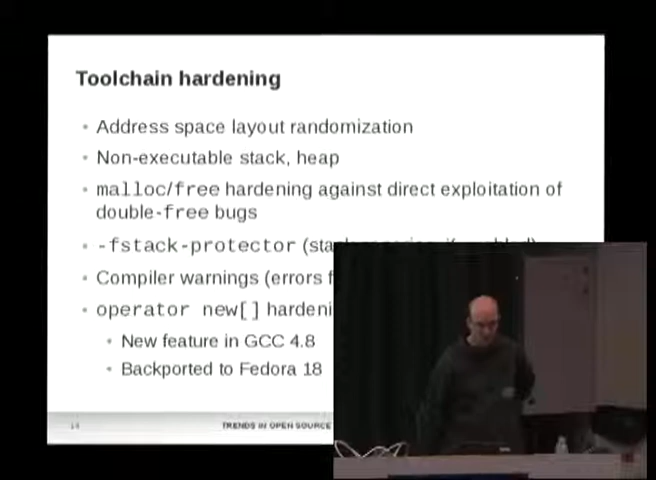 Toolchain hardening
Address space layout randomization
Non-executable stack, heap
malloc/free hardening against direct exploitation of
double-free bugs
-fstack-protector
Compiler warnings (errors
operator new[]
New feature in GCC 4.8
Backported to Fedora 18
14 TRENDS IN OPEN SOURCE